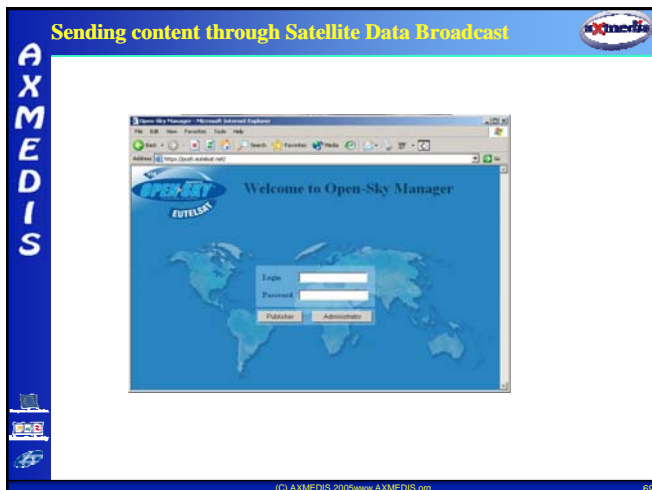 Sending content through Satellite Data Broadcast
aXmedis
AXMEDIS
Open-Sky Manager - Microsoft Internet Explorer
File Edit View Favorites Tools Help
Back Search Favorites Media
Address https://push.eutelsat.net/ Go
OPEN-SKY
EUTELSAT
Welcome to Open-Sky Manager
Login
Password
Publisher Administrator
(C) AXMEDIS 2005www.AXMEDIS.org